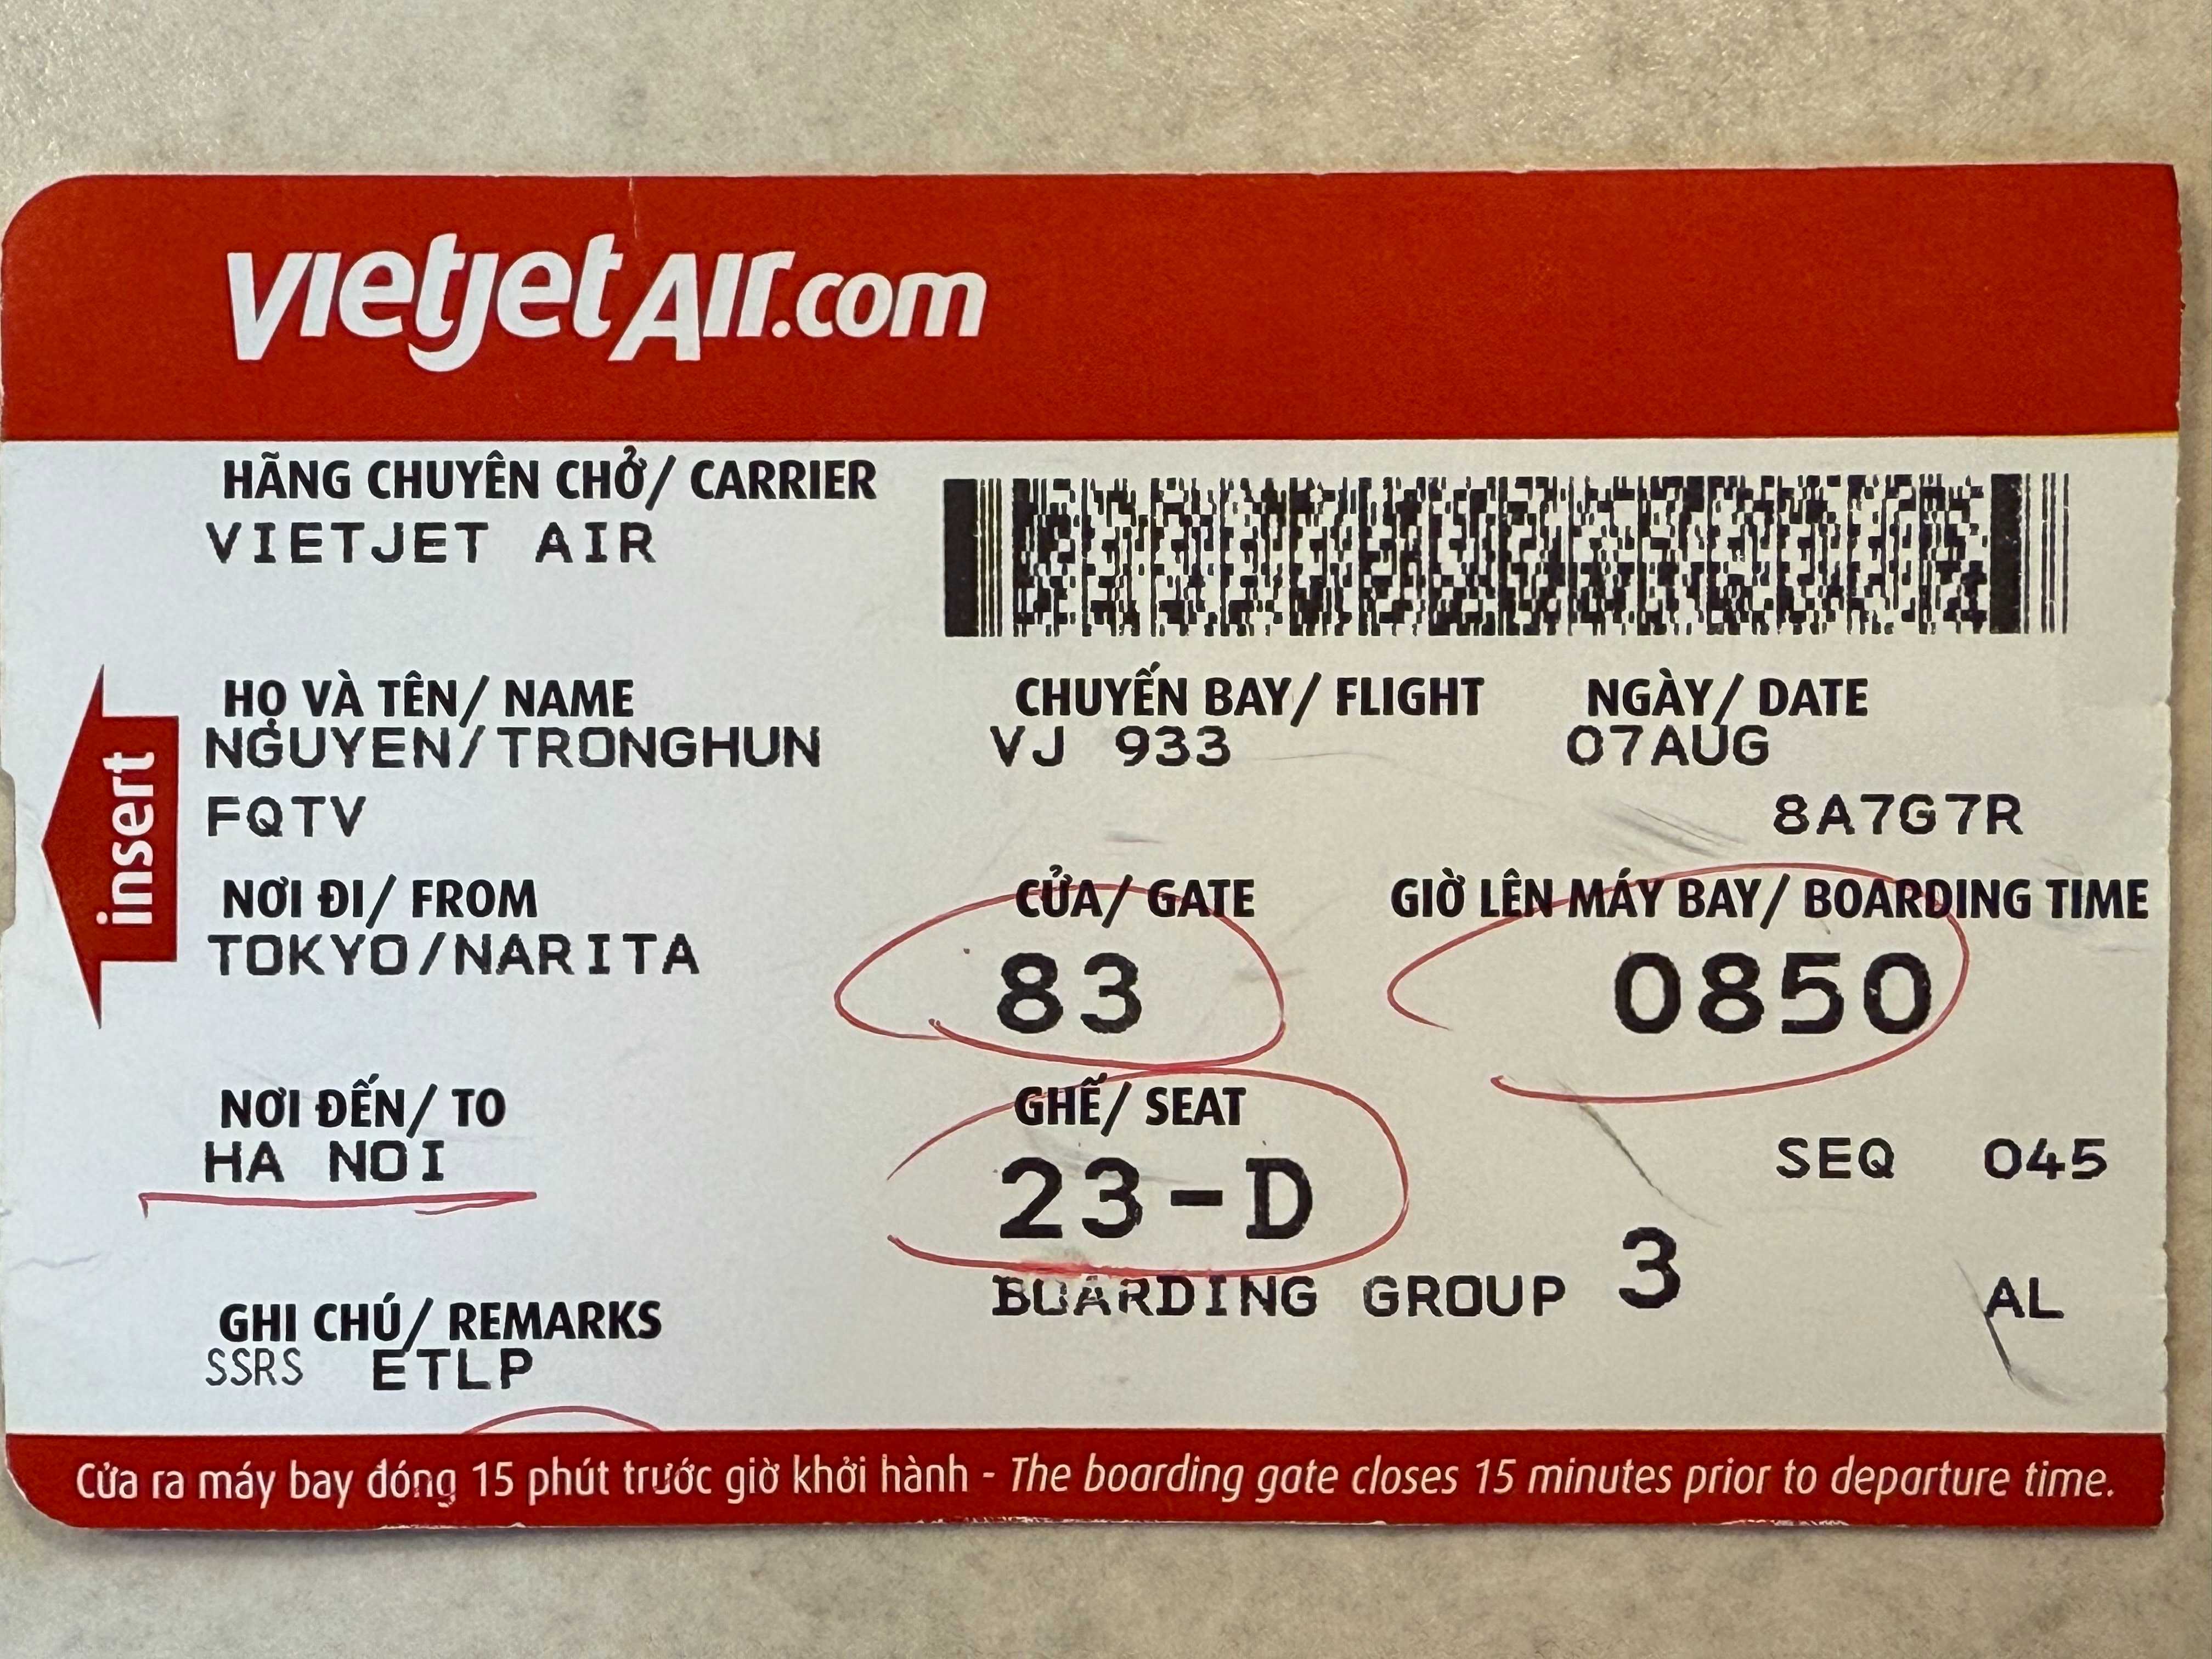 vietjetAir.com
HÃNG CHUYÊN CHỞ/ CARRIER
VIETJET AIR
HỌ VÀ TÊN/ NAME
NGUYEN/TRONGHUN
CHUYẾN BAY/ FLIGHT
VJ 933
NGÀY/ DATE
07AUG
FQTV
8A7G7R
insert
NƠI ĐI/ FROM
TOKYO/NARITA
CỬA/ GATE
83
GIỜ LÊN MÁY BAY/ BOARDING TIME
0850
NƠI ĐẾN/ TO
HA NOI
GHẾ/ SEAT
23-D
SEQ 045
BOARDING GROUP 3
AL
GHI CHÚ/ REMARKS
SSRS ETLP
Cửa ra máy bay đóng 15 phút trước giờ khởi hành - The boarding gate closes 15 minutes prior to departure time.